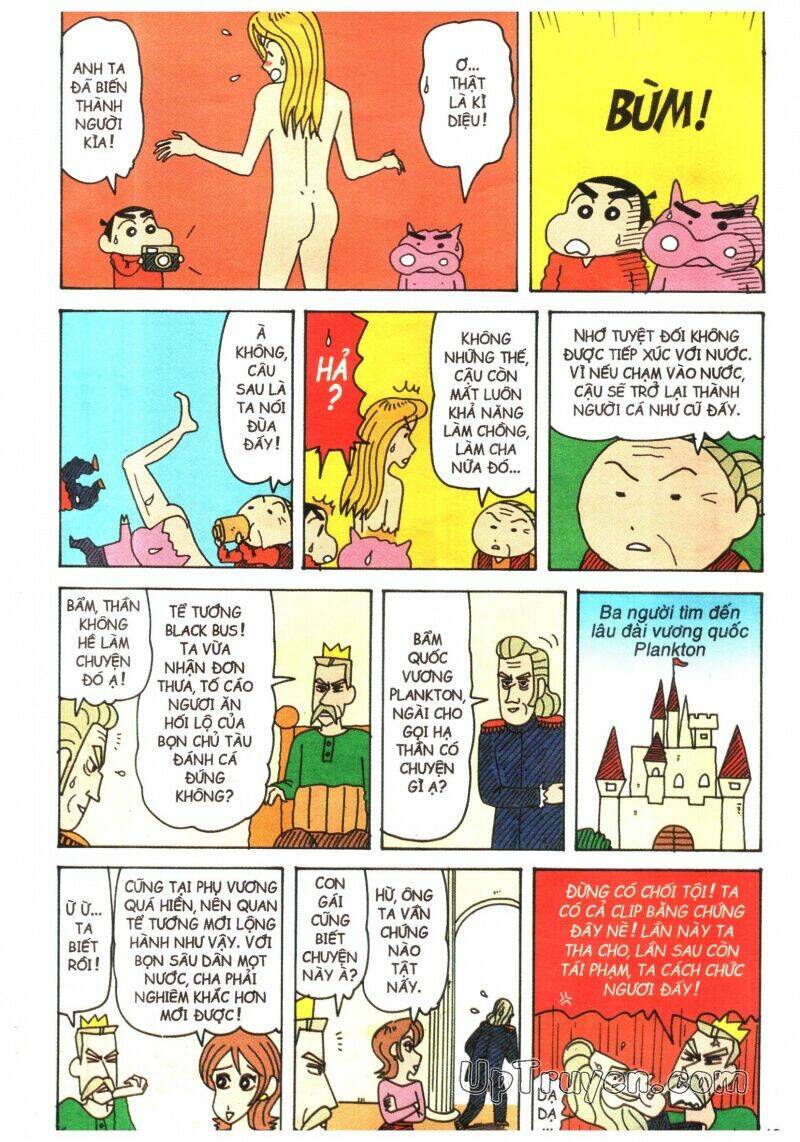 BÙM!
Ơ...
THẬT
LÀ KÌ
DIỆU!
ANH TA
ĐÃ BIẾN
THÀNH
NGƯỜI
KÌA!
NHỚ TUYỆT ĐỐI KHÔNG
ĐƯỢC TIẾP XÚC VỚI NƯỚC.
VÌ NẾU CHẠM VÀO NƯỚC,
CẬU SẼ TRỞ LẠI THÀNH
NGƯỜI CÁ NHƯ CŨ ĐẤY.
KHÔNG
NHỮNG THẾ,
CẬU CÒN
MẤT LUÔN
KHẢ NĂNG
LÀM CHỒNG,
LÀM CHA
NỮA ĐÓ...
HẢ
?
À
KHÔNG,
CÂU
SAU LÀ
TA NÓI
ĐÙA
ĐẤY!
Ba người tìm đến
lâu đài vương quốc
Plankton
BẨM
QUỐC
VƯƠNG
PLANKTON,
NGÀI CHO
GỌI HẠ
THẦN CÓ
CHUYỆN
GÌ Ạ?
TỂ TƯỚNG
BLACK BUS!
TA VỪA
NHẬN ĐƠN
THƯA, TỐ CÁO
NGƯƠI ĂN
HỐI LỘ CỦA
BỌN CHỦ TÀU
ĐÁNH CÁ
ĐÚNG
KHÔNG?
BẨM, THẦN
KHÔNG
HỀ LÀM
CHUYỆN
ĐÓ Ạ!
ĐỪNG CÓ CHỐI TỘI! TA
CÓ CẢ CLIP BẰNG CHỨNG
ĐÂY NÈ! LẦN NÀY TA
THA CHO, LẦN SAU CÒN
TÁI PHẠM, TA CÁCH CHỨC
NGƯƠI ĐẤY!
DẠ
DẠ
...
HỪ, ÔNG
TA VẪN
CHỨNG
NÀO
TẬT
NẤY.
CON
GÁI
CŨNG
BIẾT
CHUYỆN
NÀY À?
CŨNG TẠI PHỤ VƯƠNG
QUÁ HIỀN, NÊN QUAN
TỂ TƯỚNG MỚI LỘNG
HÀNH NHƯ VẬY. VỚI
BỌN SÂU DÂN MỌT
NƯỚC, CHA PHẢI
NGHIÊM KHẮC HƠN
MỚI ĐƯỢC!
Ừ Ừ...
TA
BIẾT
RỒI!
UpTruyen.com